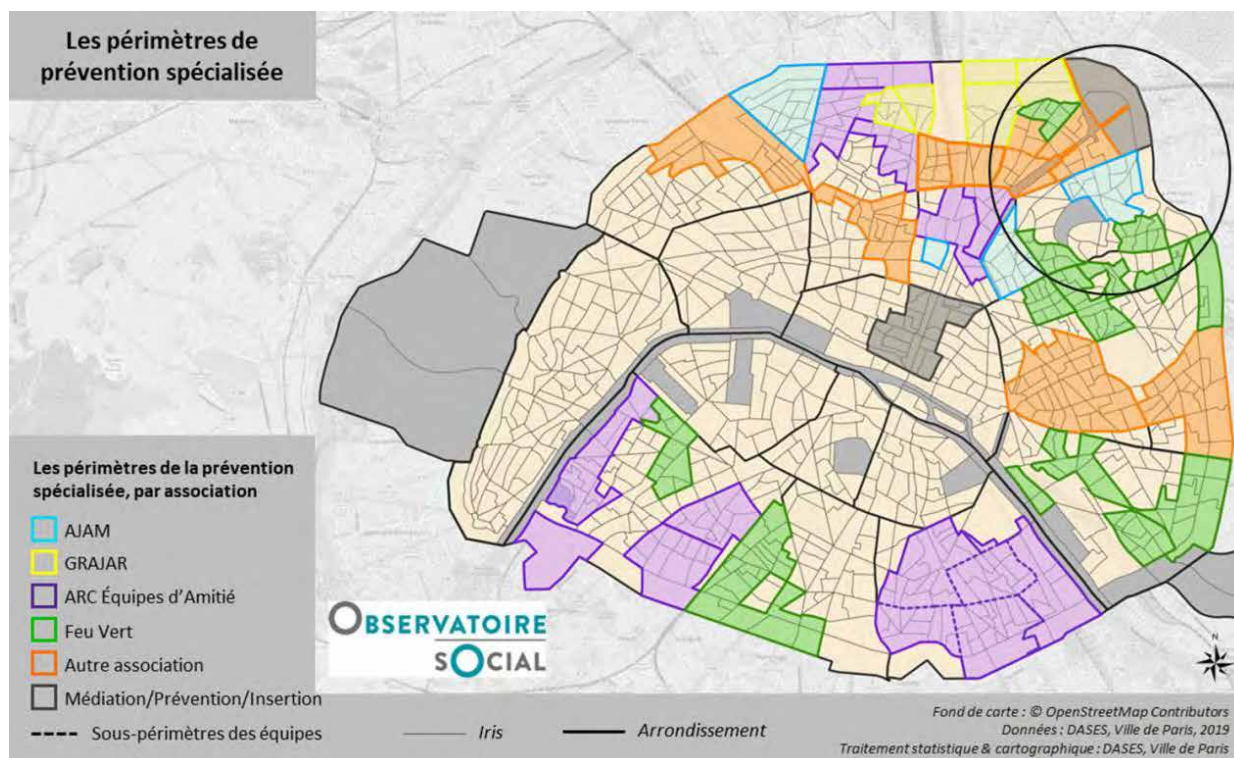 Les périmètres de
prévention spécialisée
Les périmètres de la prévention
spécialisée, par association
AJAM
GRAJAR
ARC Équipes d'Amitié
Feu Vert
Autre association
Médiation/Prévention/Insertion
Sous-périmètres des équipes
Iris
Arrondissement
OBSERVATOIRE
SOCIAL
N
Fond de carte : © OpenStreetMap Contributors
Données : DASES, Ville de Paris, 2019
Traitement statistique & cartographique : DASES, Ville de Paris